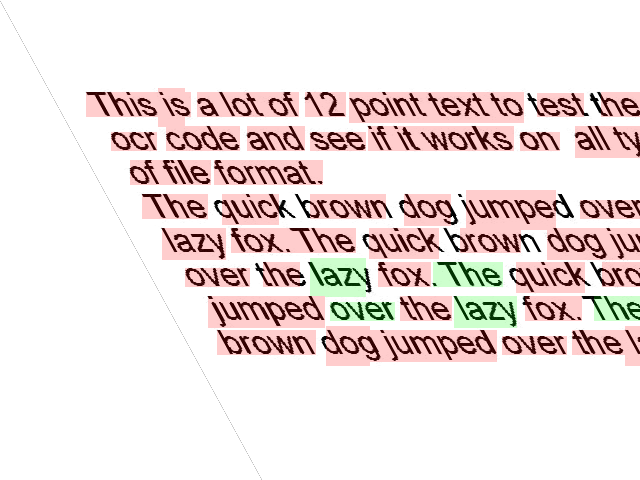 This is a lot of 12 point text to test the
ocr code and see if it works on all ty
of file format.
The quick brown dog jumped over
lazy fox. The quick brown dog ju
over the lazy fox. The quick bro
jumped over the lazy fox. The
brown dog jumped over the l